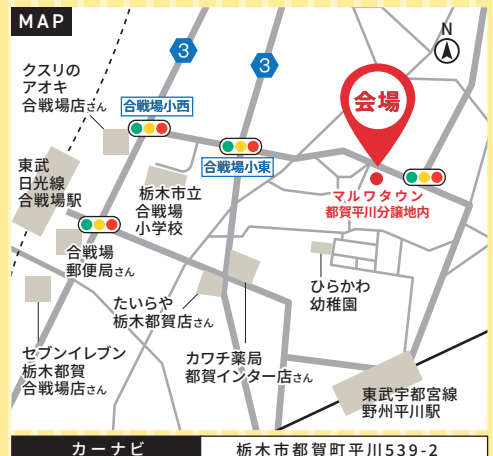 MAP
N
3
3
クスリの
アオキ
合戦場店さん
合戦場小西
会場
合戦場小東
マルワタウン
都賀平川分譲地内
東武
日光線
合戦場駅
栃木市立
合戦場
小学校
合戦場
郵便局さん
ひらかわ
幼稚園
たいらや
栃木都賀店さん
セブンイレブン
栃木都賀
合戦場店さん
カワチ薬局
都賀インター店さん
東武宇都宮線
野州平川駅
カーナビ
栃木市都賀町平川539-2